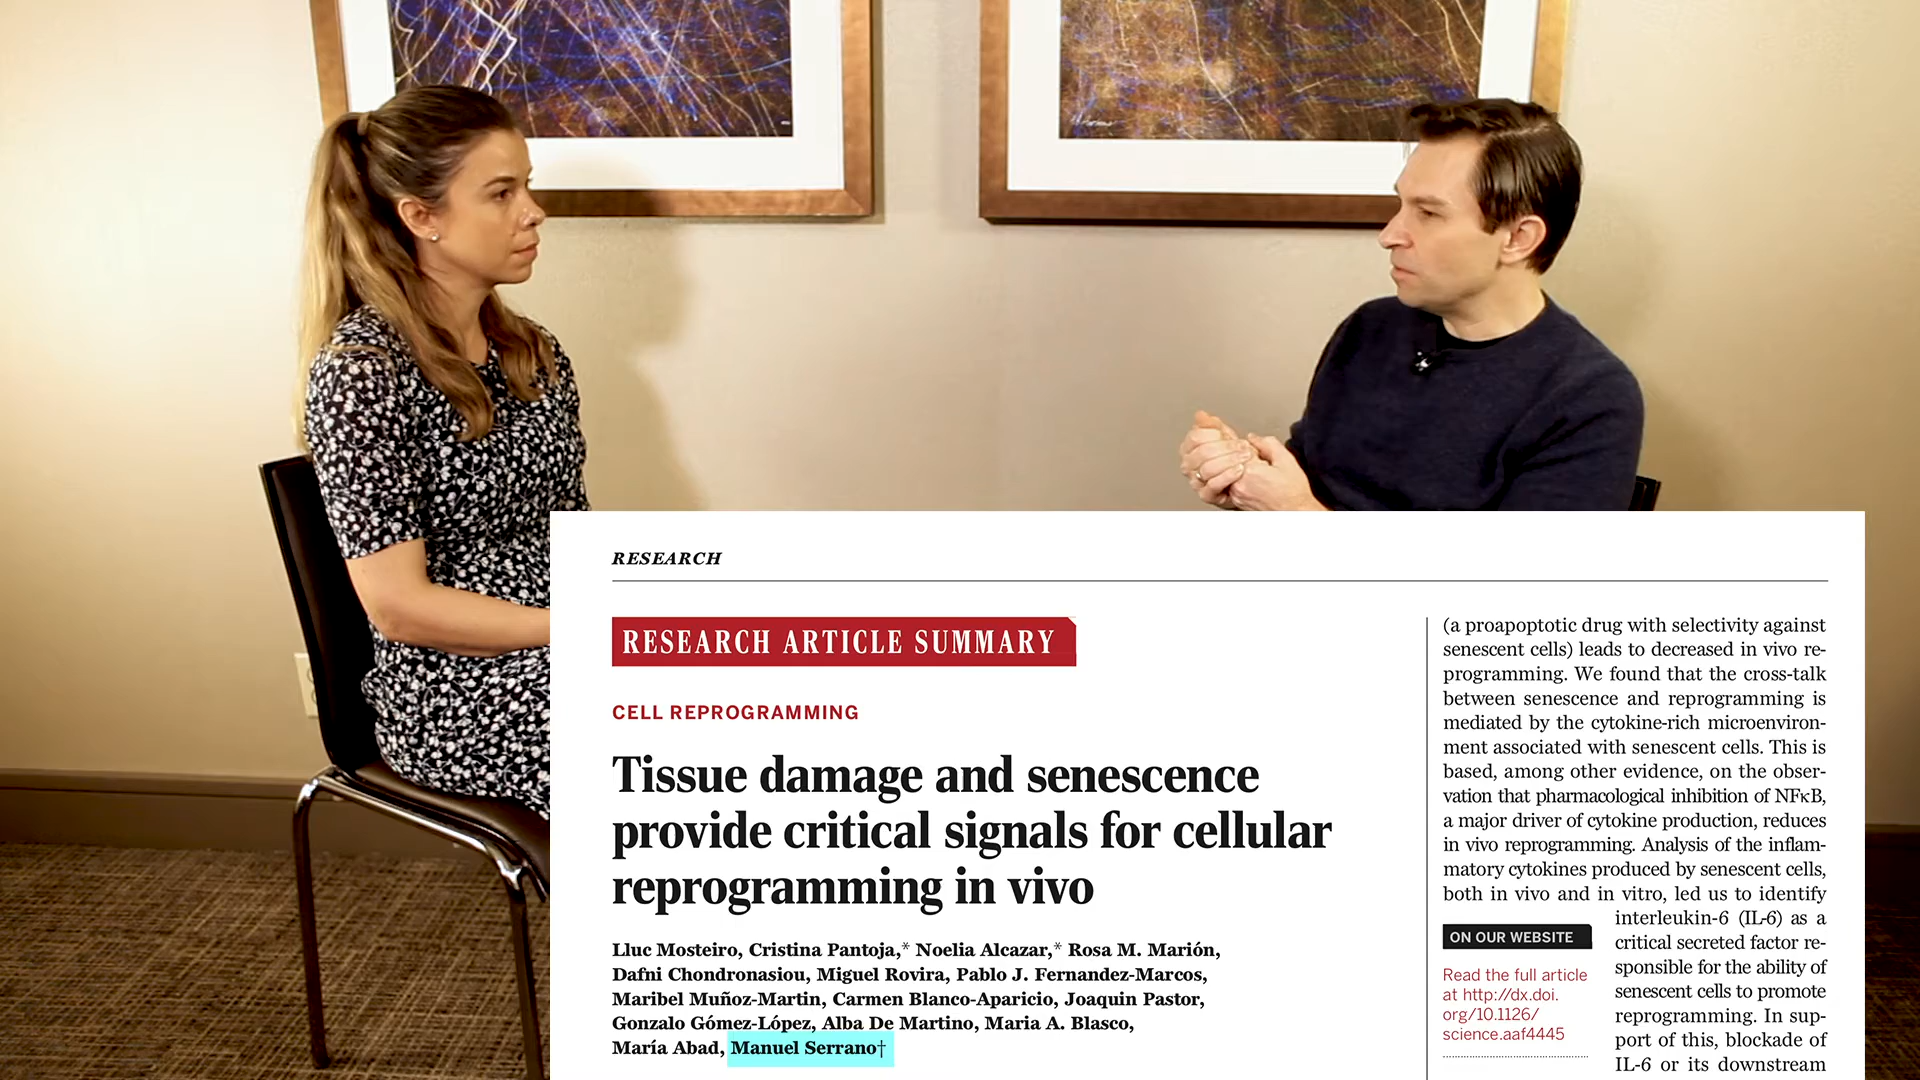 RESEARCH
RESEARCH ARTICLE SUMMARY
CELL REPROGRAMMING
Tissue damage and senescence
provide critical signals for cellular
reprogramming in vivo
Lluc Mosteiro, Cristina Pantoja,* Noelia Alcazar,* Rosa M. Marión,
Dafni Chondronasiou, Miguel Rovira, Pablo J. Fernandez-Marcos,
Maribel Muñoz-Martin, Carmen Blanco-Aparicio, Joaquin Pastor,
Gonzalo Gómez-López, Alba De Martino, Maria A. Blasco,
María Abad, Manuel Serrano†
(a proapoptotic drug with selectivity against
senescent cells) leads to decreased in vivo re-
programming. We found that the cross-talk
between senescence and reprogramming is
mediated by the cytokine-rich microenviron-
ment associated with senescent cells. This is
based, among other evidence, on the obser-
vation that pharmacological inhibition of NFκB,
a major driver of cytokine production, reduces
in vivo reprogramming. Analysis of the inflam-
matory cytokines produced by senescent cells,
both in vivo and in vitro, led us to identify
interleukin-6 (IL-6) as a
critical secreted factor re-
sponsible for the ability of
senescent cells to promote
reprogramming. In sup-
port of this, blockade of
IL-6 or its downstream
ON OUR WEBSITE
Read the full article
at http://dx.doi.
org/10.1126/
science.aaf4445